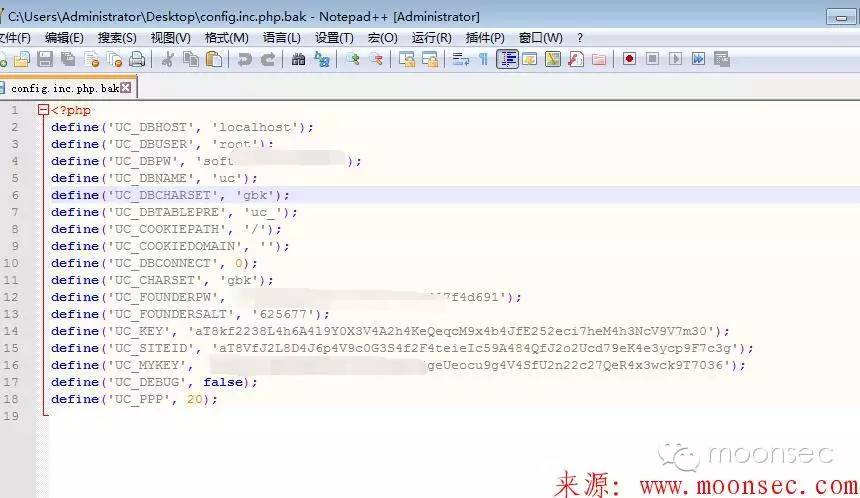 C:\Users\Administrator\Desktop\config.inc.php.bak - Notepad++ [Administrator]
文件(F) 编辑(E) 搜索(S) 视图(V) 格式(M) 语言(L) 设置(T) 宏(O) 运行(R) 插件(P) 窗口(W) ?
config.inc.php.bak
1 <?php
2 define('UC_DBHOST', 'localhost');
3 define('UC_DBUSER', 'root');
4 define('UC_DBPW', 'soft );
5 define('UC_DBNAME', 'uc');
6 define('UC_DBCHARSET', 'gbk');
7 define('UC_DBTABLEPRE', 'uc_');
8 define('UC_COOKIEPATH', '/');
9 define('UC_COOKIEDOMAIN', '');
10 define('UC_DBCONNECT', 0);
11 define('UC_CHARSET', 'gbk');
12 define('UC_FOUNDERPW', 7f4d691');
13 define('UC_FOUNDERSALT', '625677');
14 define('UC_KEY', 'aT8kf2238L4h6A4l9Y0X3V4A2h4KeQeqcM9x4b4JfE252eci7heM4h3NcV9V7m30');
15 define('UC_SITEID', 'aT8VfJ2L8D4J6p4V9c0G3S4f2F4teieIc59A484QfJ2o2Ucd79eK4e3ycp9F7c3g');
16 define('UC_MYKEY', geUeocu9g4V4SfU2n22c27QeR4x3wck9T7036');
17 define('UC_DEBUG', false);
18 define('UC_PPP', 20);
19
moonsec
来源: www.moonsec.com